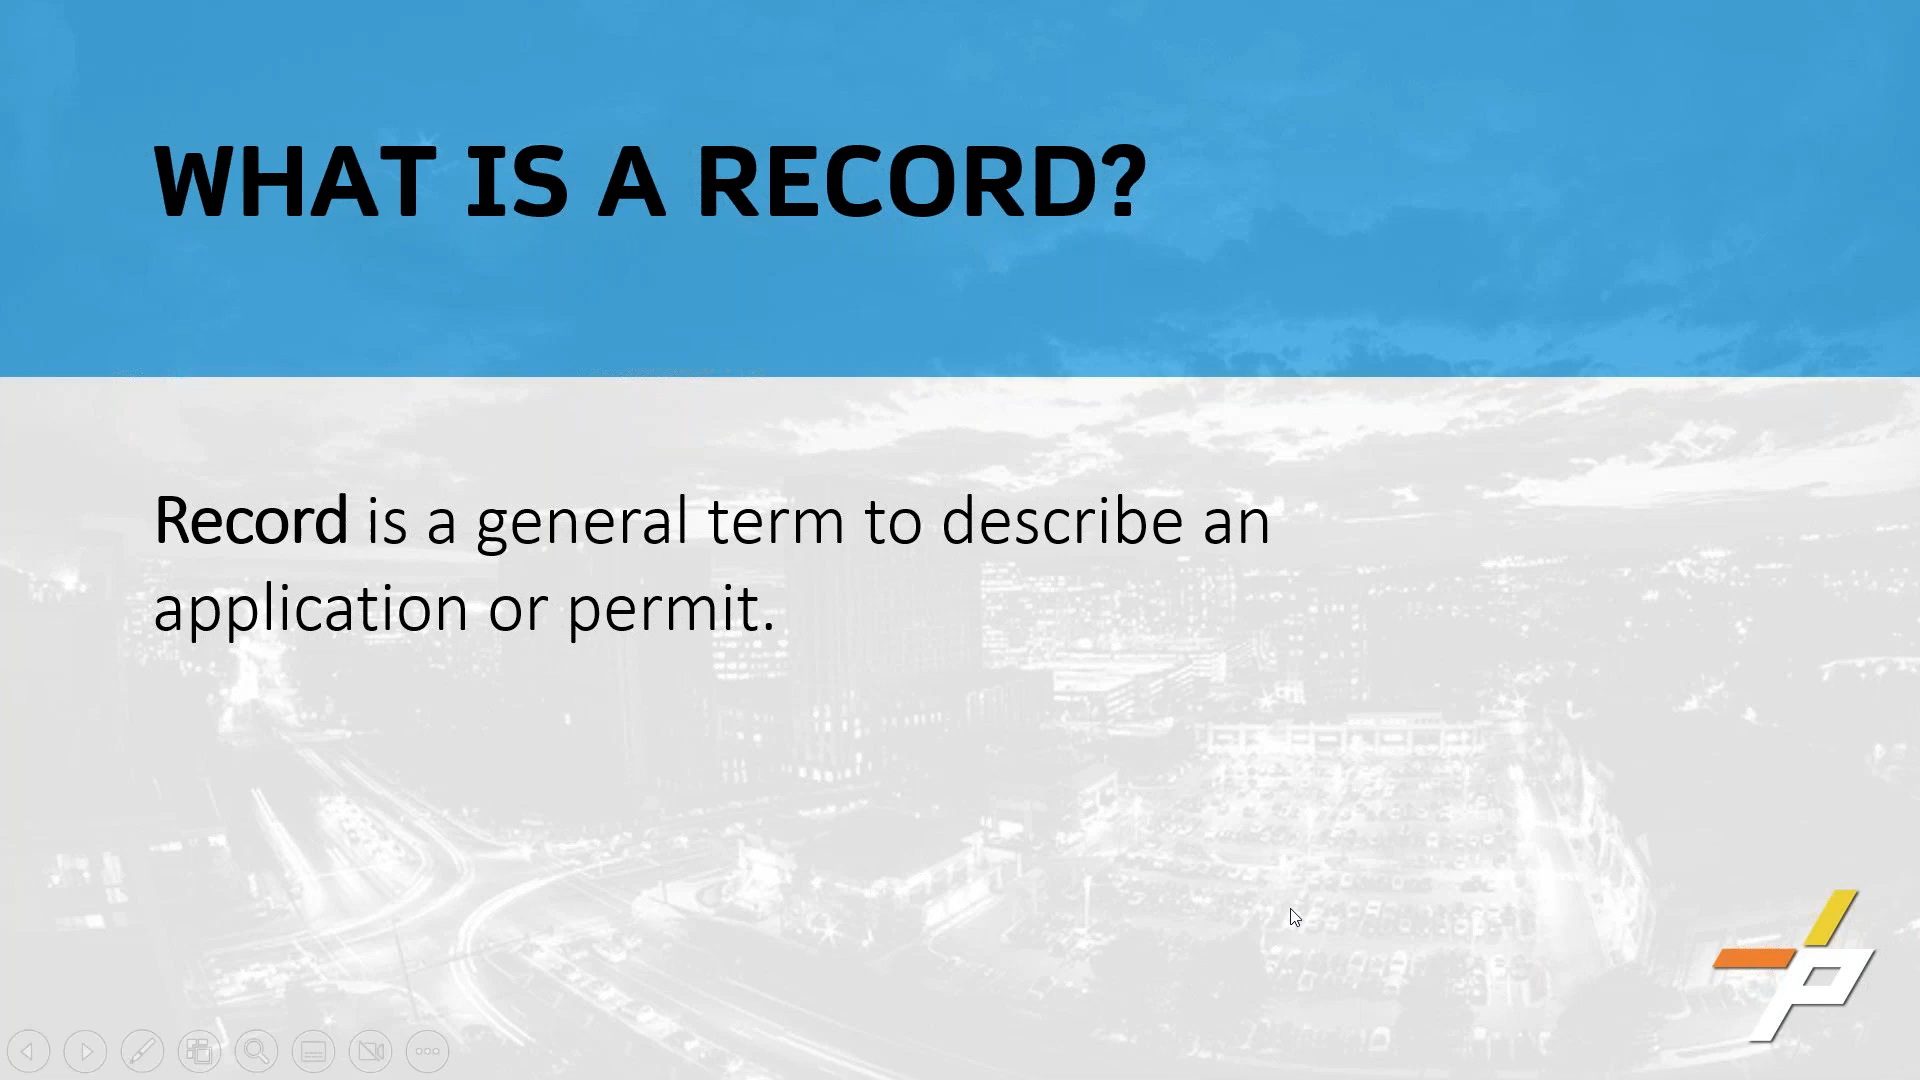 WHAT IS A RECORD?
Record is a general term to describe an
application or permit.